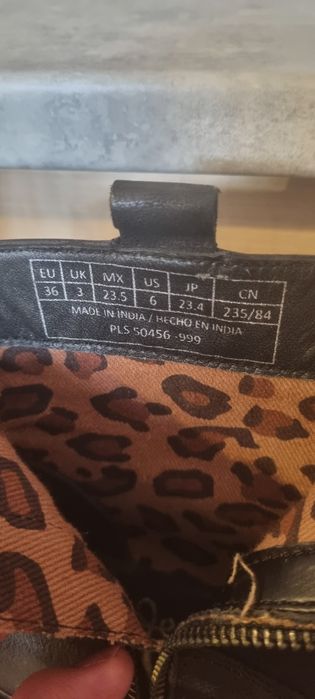 EU UK MX US JP CN
36 3 23.5 6 23.4 235/84
MADE IN INDIA / HECHO EN INDIA
PLS 50456 -999